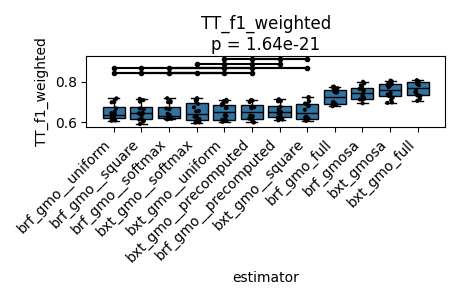 TT_f1_weighted
p = 1.64e-21
TT_f1_weighted
0.8
0.6
brf_gmo__uniform
brf_gmo__square
brf_gmo__softmax
bxt_gmo__softmax
bxt_gmo__uniform
bxt_gmo__precomputed
brf_gmo__precomputed
bxt_gmo__square
brf_gmo_full
brf_gmosa
bxt_gmosa
bxt_gmo_full
estimator